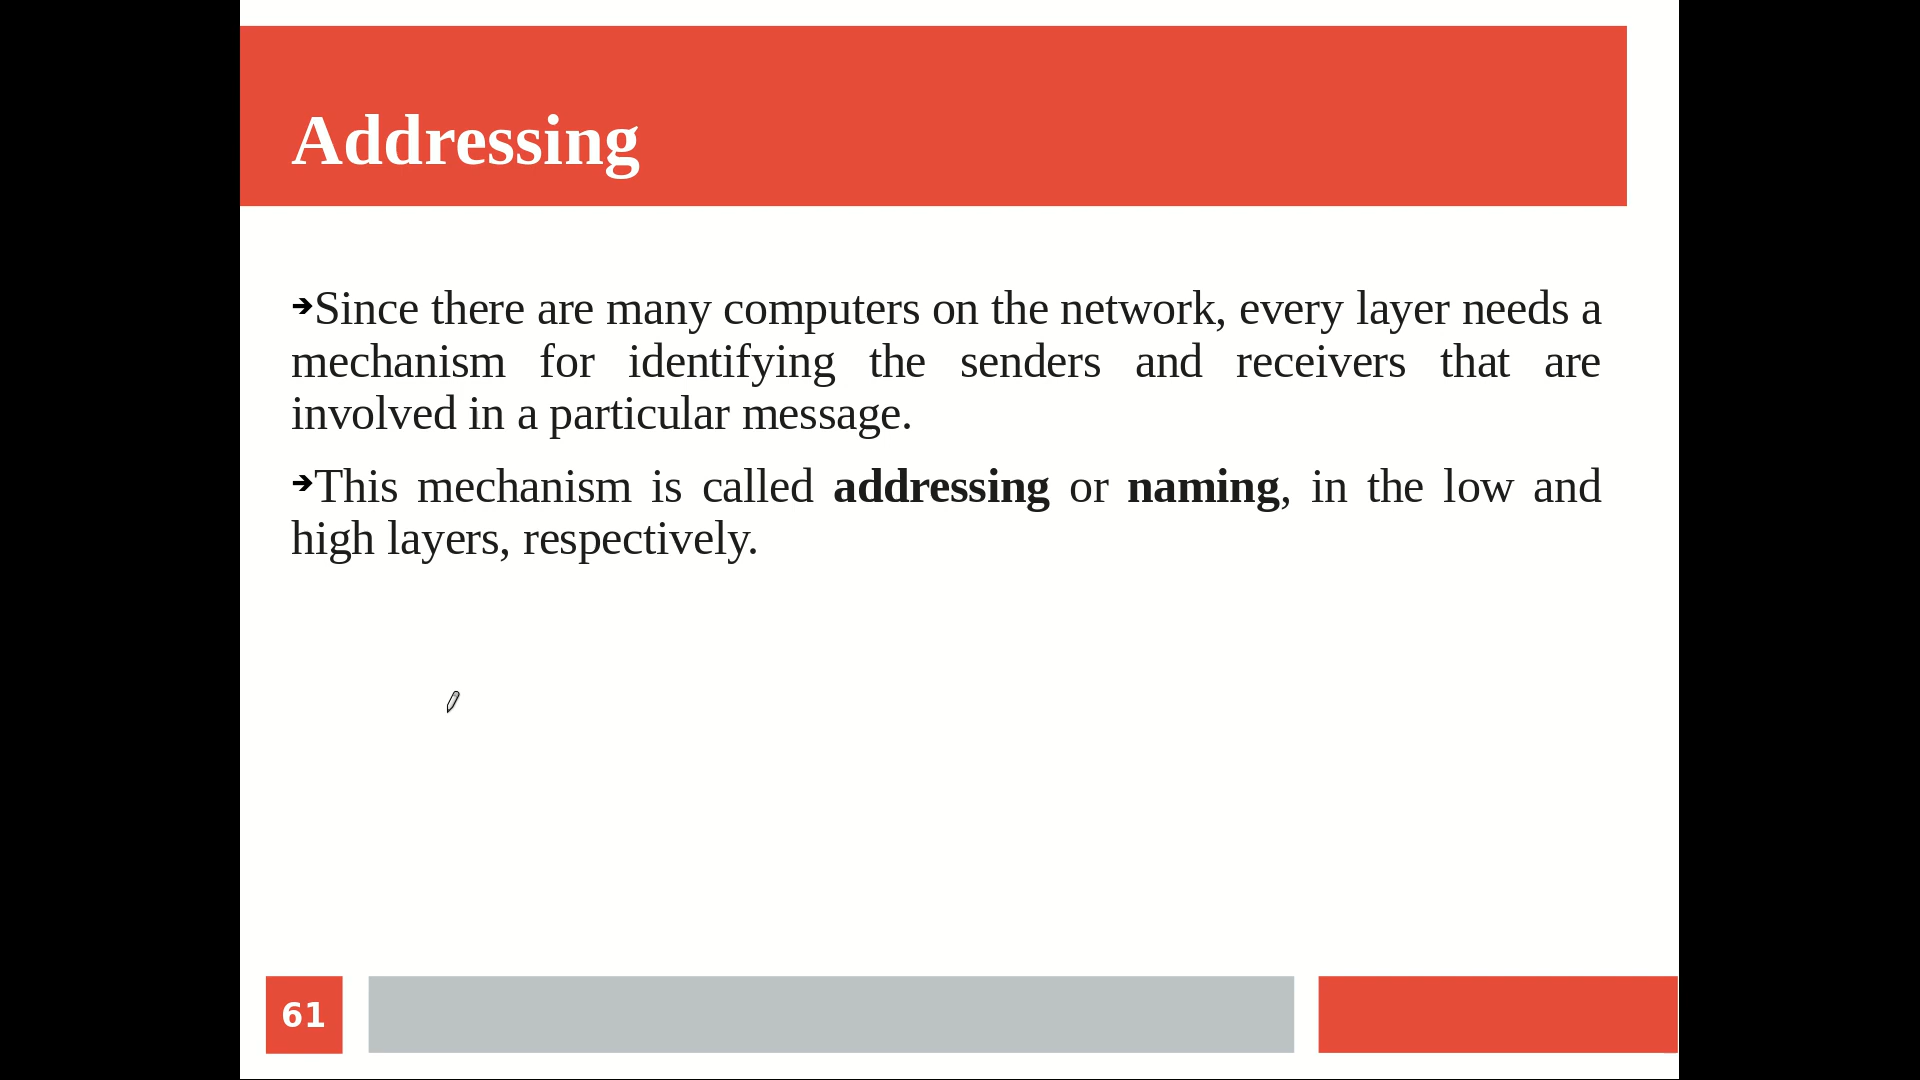 Addressing
➔Since there are many computers on the network, every layer needs a
mechanism for identifying the senders and receivers that are
involved in a particular message.
➔This mechanism is called addressing or naming, in the low and
high layers, respectively.
61